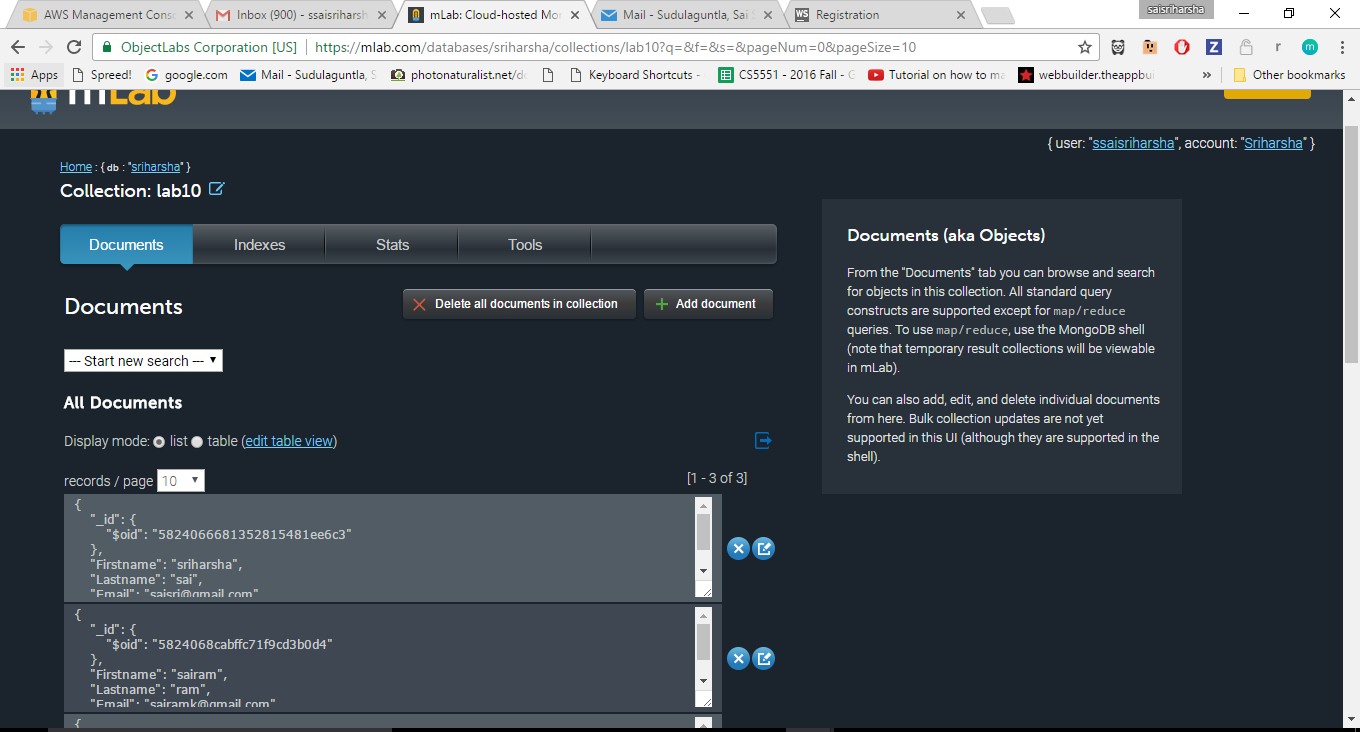 saisriharsha
AWS Management Conso
Inbox (900) - ssaisriharsh
mLab: Cloud-hosted Mon
Mail - Sudulaguntla, Sai S
WS Registration
ObjectLabs Corporation [US] https://mlab.com/databases/sriharsha/collections/lab10?q=&f=&s=&pageNum=0&pageSize=10
Apps Spreed! google.com Mail - Sudulaguntla, S photonaturalist.net/do Keyboard Shortcuts - CS5551 - 2016 Fall - G Tutorial on how to ma webbuilder.theappbu » Other bookmarks
mLab
{ user: "ssaisriharsha", account: "Sriharsha" }
Home : { db : "sriharsha" }
Collection: lab10
Documents Indexes Stats Tools
Documents
Delete all documents in collection
Add document
--- Start new search ---
All Documents
Display mode: list table (edit table view)
records / page 10
[1 - 3 of 3]
{
"_id": {
"$oid": "5824066681352815481ee6c3"
},
"Firstname": "sriharsha",
"Lastname": "sai",
"Email": "saisri@gmail.com"
{
"_id": {
"$oid": "5824068cabffc71f9cd3b0d4"
},
"Firstname": "sairam",
"Lastname": "ram",
"Email": "sairamk@gmail.com"
{
Documents (aka Objects)
From the "Documents" tab you can browse and search
for objects in this collection. All standard query
constructs are supported except for map/reduce
queries. To use map/reduce, use the MongoDB shell
(note that temporary result collections will be viewable
in mLab).
You can also add, edit, and delete individual documents
from here. Bulk collection updates are not yet
supported in this UI (although they are supported in the
shell).